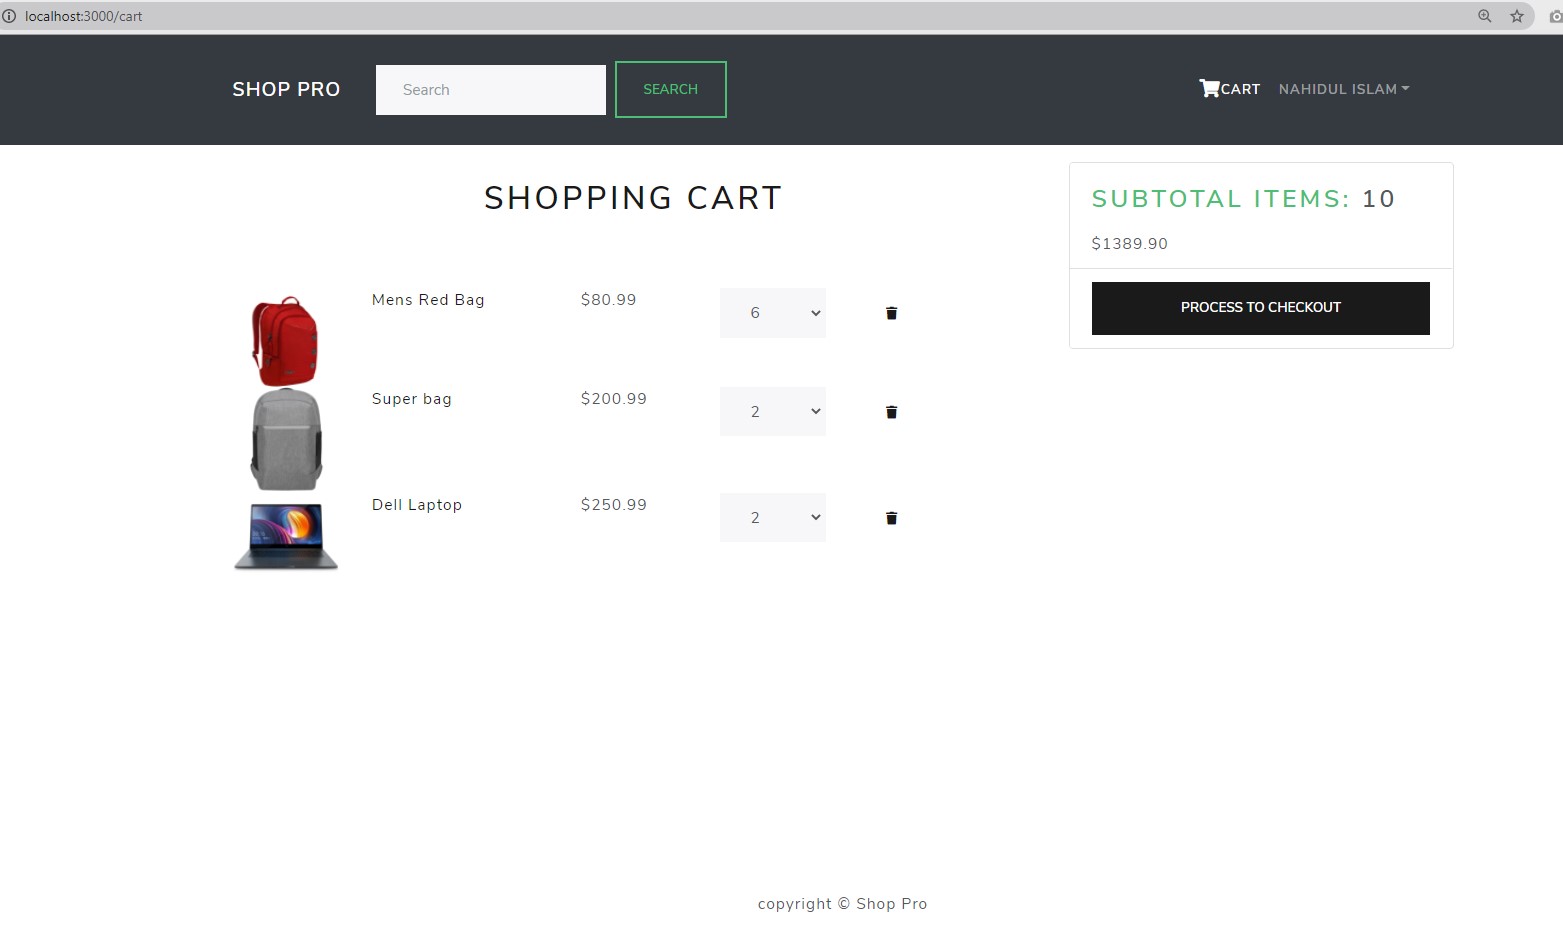 localhost:3000/cart
SHOP PRO
Search
SEARCH
CART
NAHIDUL ISLAM
SHOPPING CART
SUBTOTAL ITEMS: 10
$1389.90
PROCESS TO CHECKOUT
Mens Red Bag $80.99 6
Super bag $200.99 2
Dell Laptop $250.99 2
copyright © Shop Pro